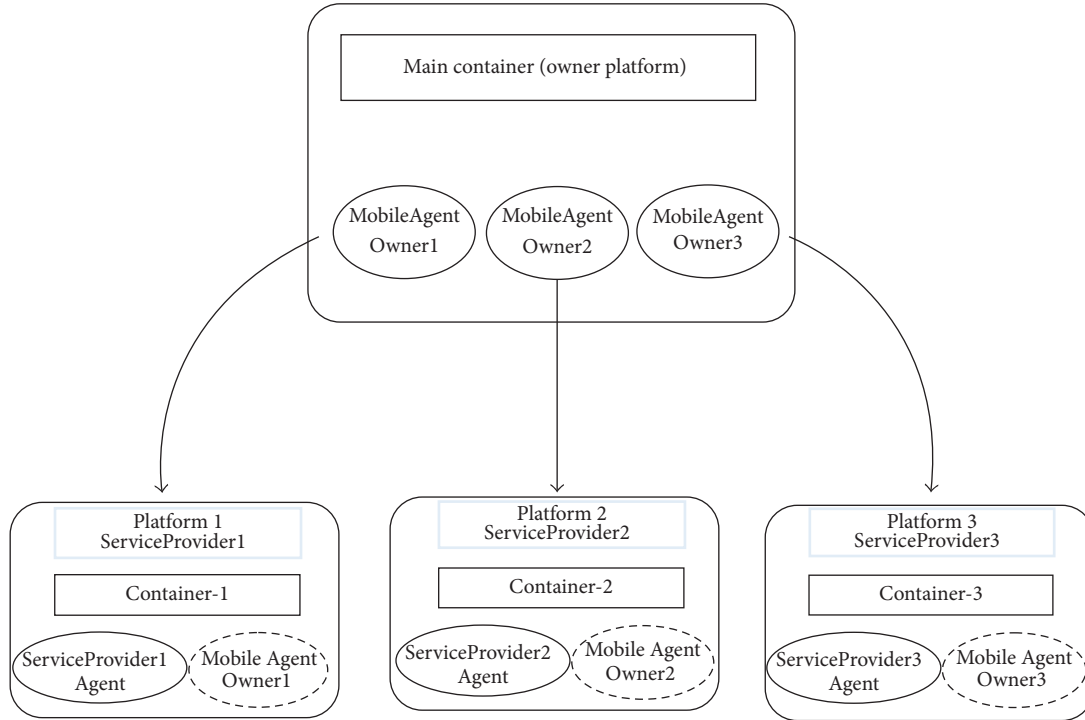 Main container (owner platform)
MobileAgent
Owner1
MobileAgent
Owner2
MobileAgent
Owner3
Platform 1
ServiceProvider1
Container-1
ServiceProvider1
Agent
Mobile Agent
Owner1
Platform 2
ServiceProvider2
Container-2
ServiceProvider2
Agent
Mobile Agent
Owner2
Platform 3
ServiceProvider3
Container-3
ServiceProvider3
Agent
Mobile Agent
Owner3